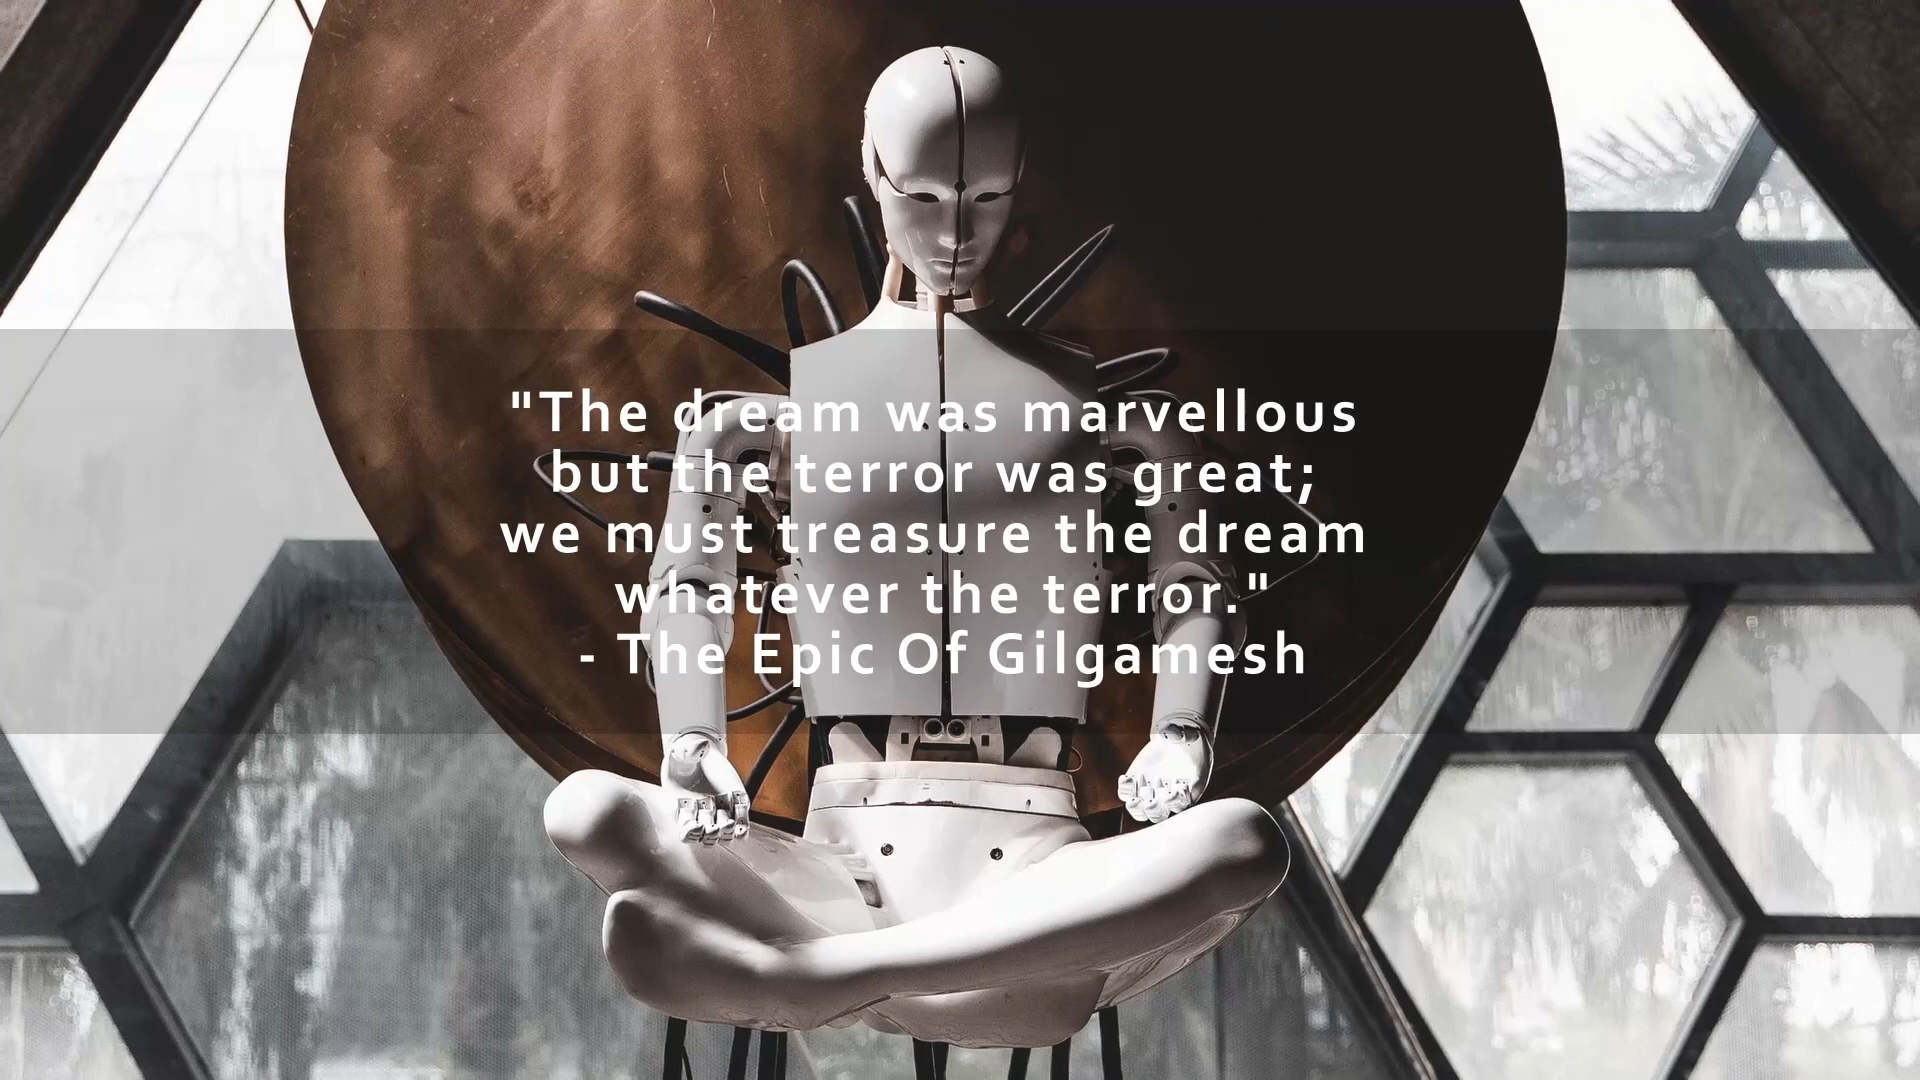 "The dream was marvellous
but the terror was great;
we must treasure the dream
whatever the terror."
- The Epic Of Gilgamesh